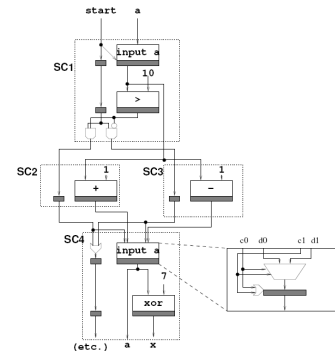 start a
SC1
input a
10
>
SC2
1
+
SC3
1
-
SC4
input a
c0 d0 c1 d1
7
xor
(etc.) a x